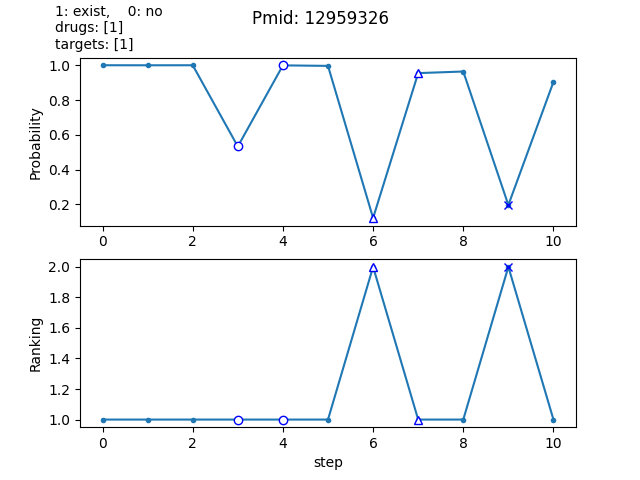 1: exist,    0: no
drugs: [1]
targets: [1]
Pmid: 12959326
Probability
1.0
0.8
0.6
0.4
0.2
0 2 4 6 8 10
Ranking
2.0
1.8
1.6
1.4
1.2
1.0
0 2 4 6 8 10
step